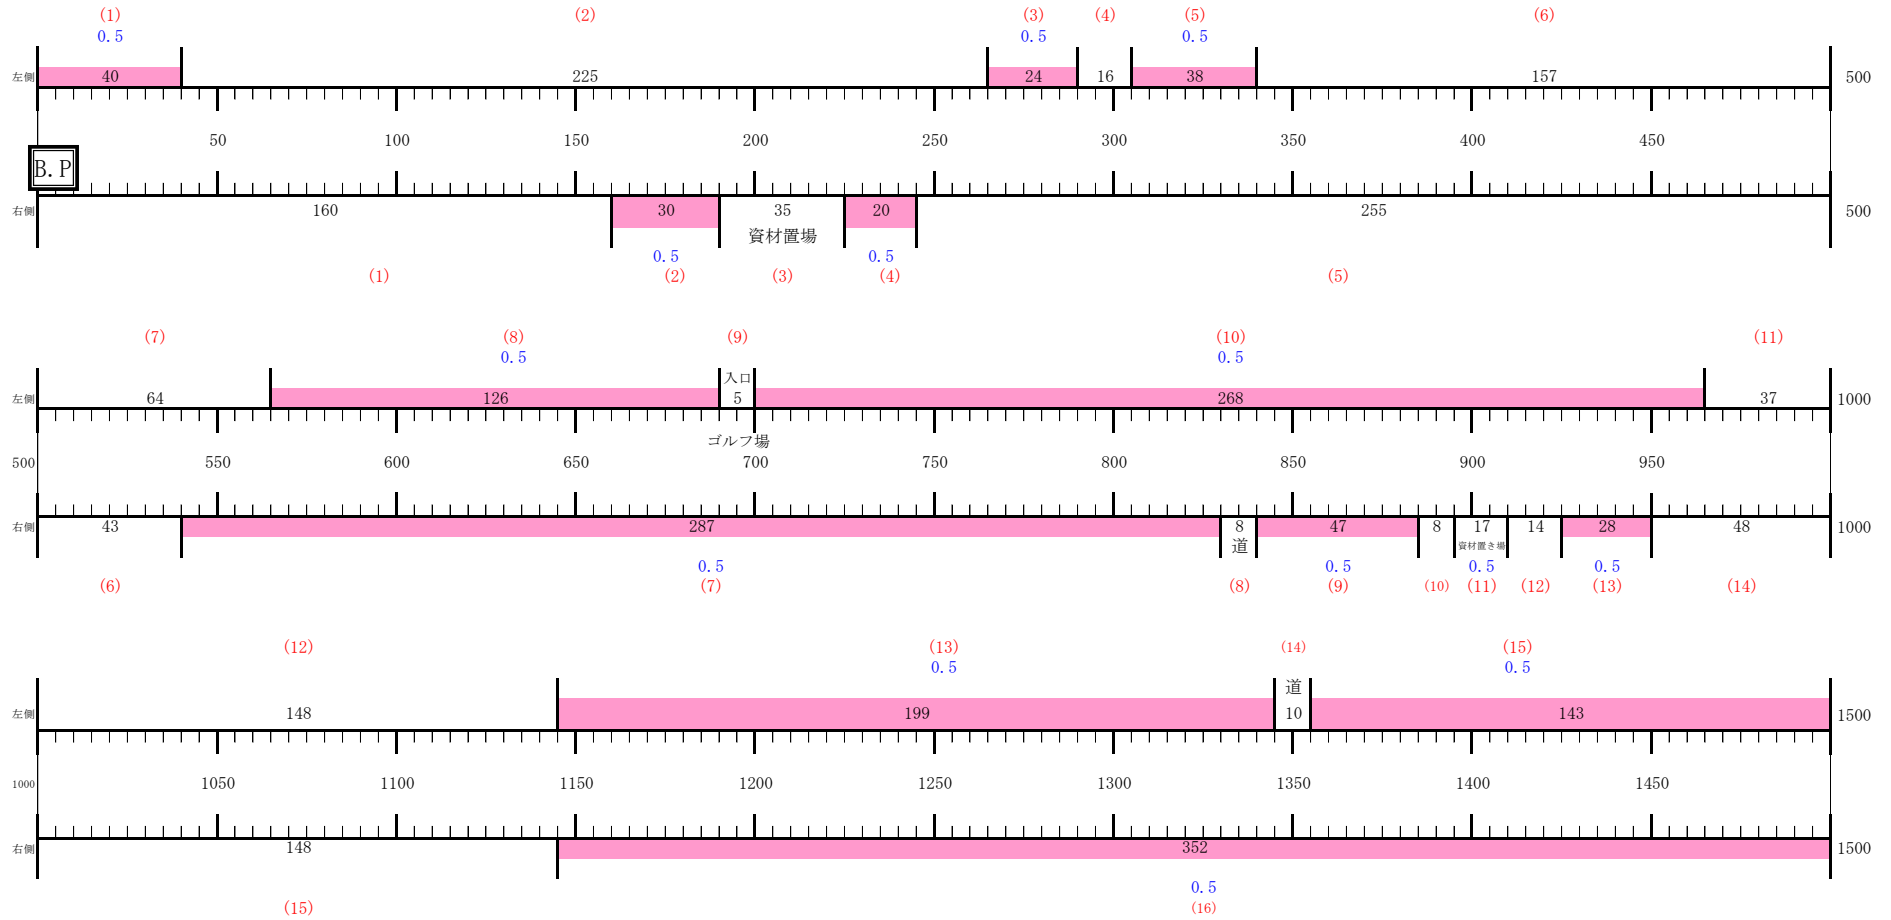 (1) (2) (3) (4) (5) (6)
0.5 0.5 0.5
左側 40 225 24 16 38 157 500
50 100 150 200 250 300 350 400 450
B.P
右側 160 30 35 20 255 500
資材置場
0.5 0.5
(1) (2) (3) (4) (5)
(7) (8) (9) (10) (11)
0.5 0.5
入口
左側 64 126 5 268 37 1000
ゴルフ場
500 550 600 650 700 750 800 850 900 950
右側 43 287 8 47 8 17 14 28 48 1000
道 資材置き場
0.5 0.5 0.5 0.5
(6) (7) (8) (9) (10) (11) (12) (13) (14)
(12) (13) (14) (15)
0.5 0.5
道
左側 148 199 10 143 1500
1000 1050 1100 1150 1200 1250 1300 1350 1400 1450
右側 148 352 1500
0.5
(15) (16)